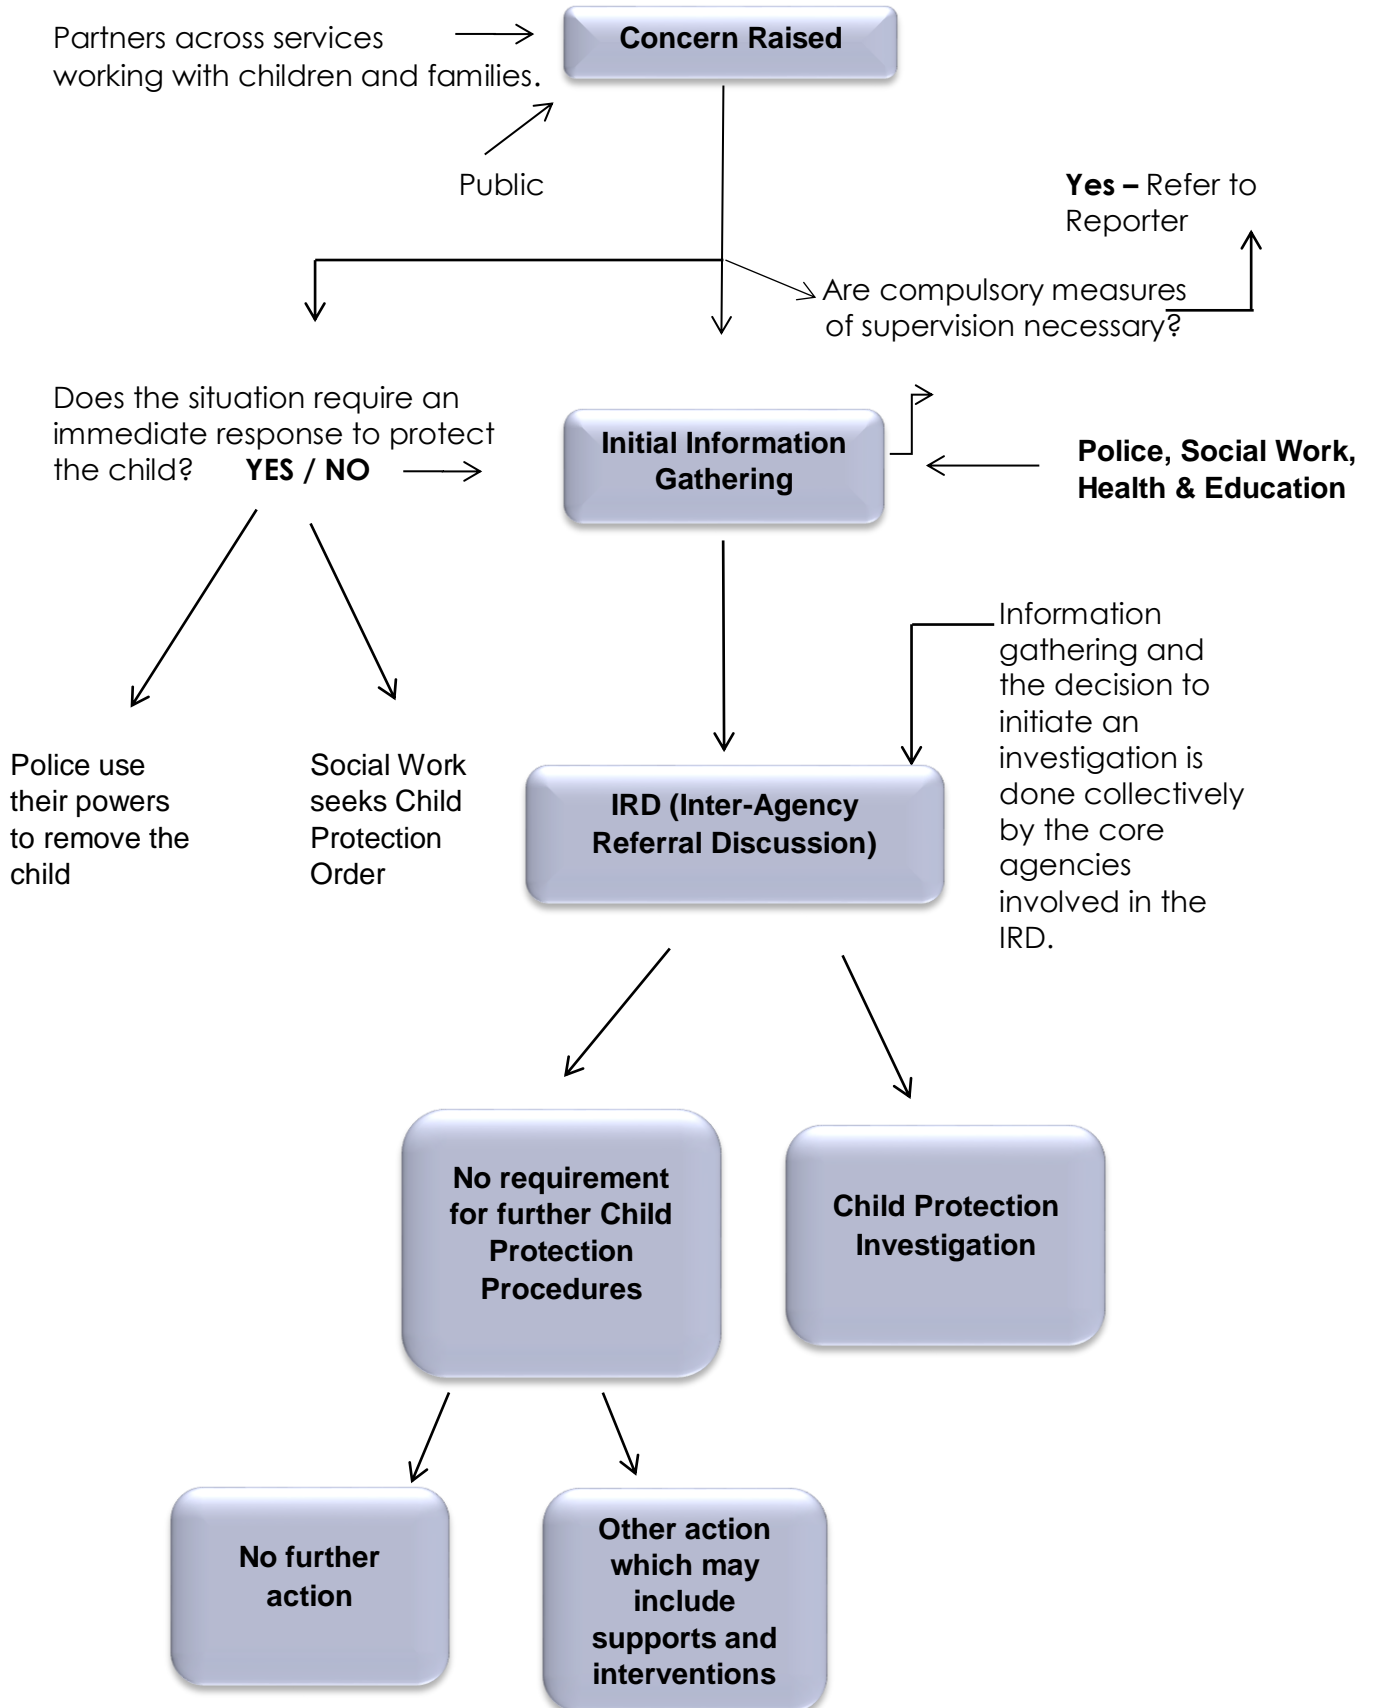 Partners across services
working with children and families.
Concern Raised
Public
Yes – Refer to
Reporter
Are compulsory measures
of supervision necessary?
Does the situation require an
immediate response to protect
the child? YES / NO
Initial Information
Gathering
Police, Social Work,
Health & Education
Information
gathering and
the decision to
initiate an
investigation is
done collectively
by the core
agencies
involved in the
IRD.
Police use
their powers
to remove the
child
Social Work
seeks Child
Protection
Order
IRD (Inter-Agency
Referral Discussion)
No requirement
for further Child
Protection
Procedures
Child Protection
Investigation
No further
action
Other action
which may
include
supports and
interventions